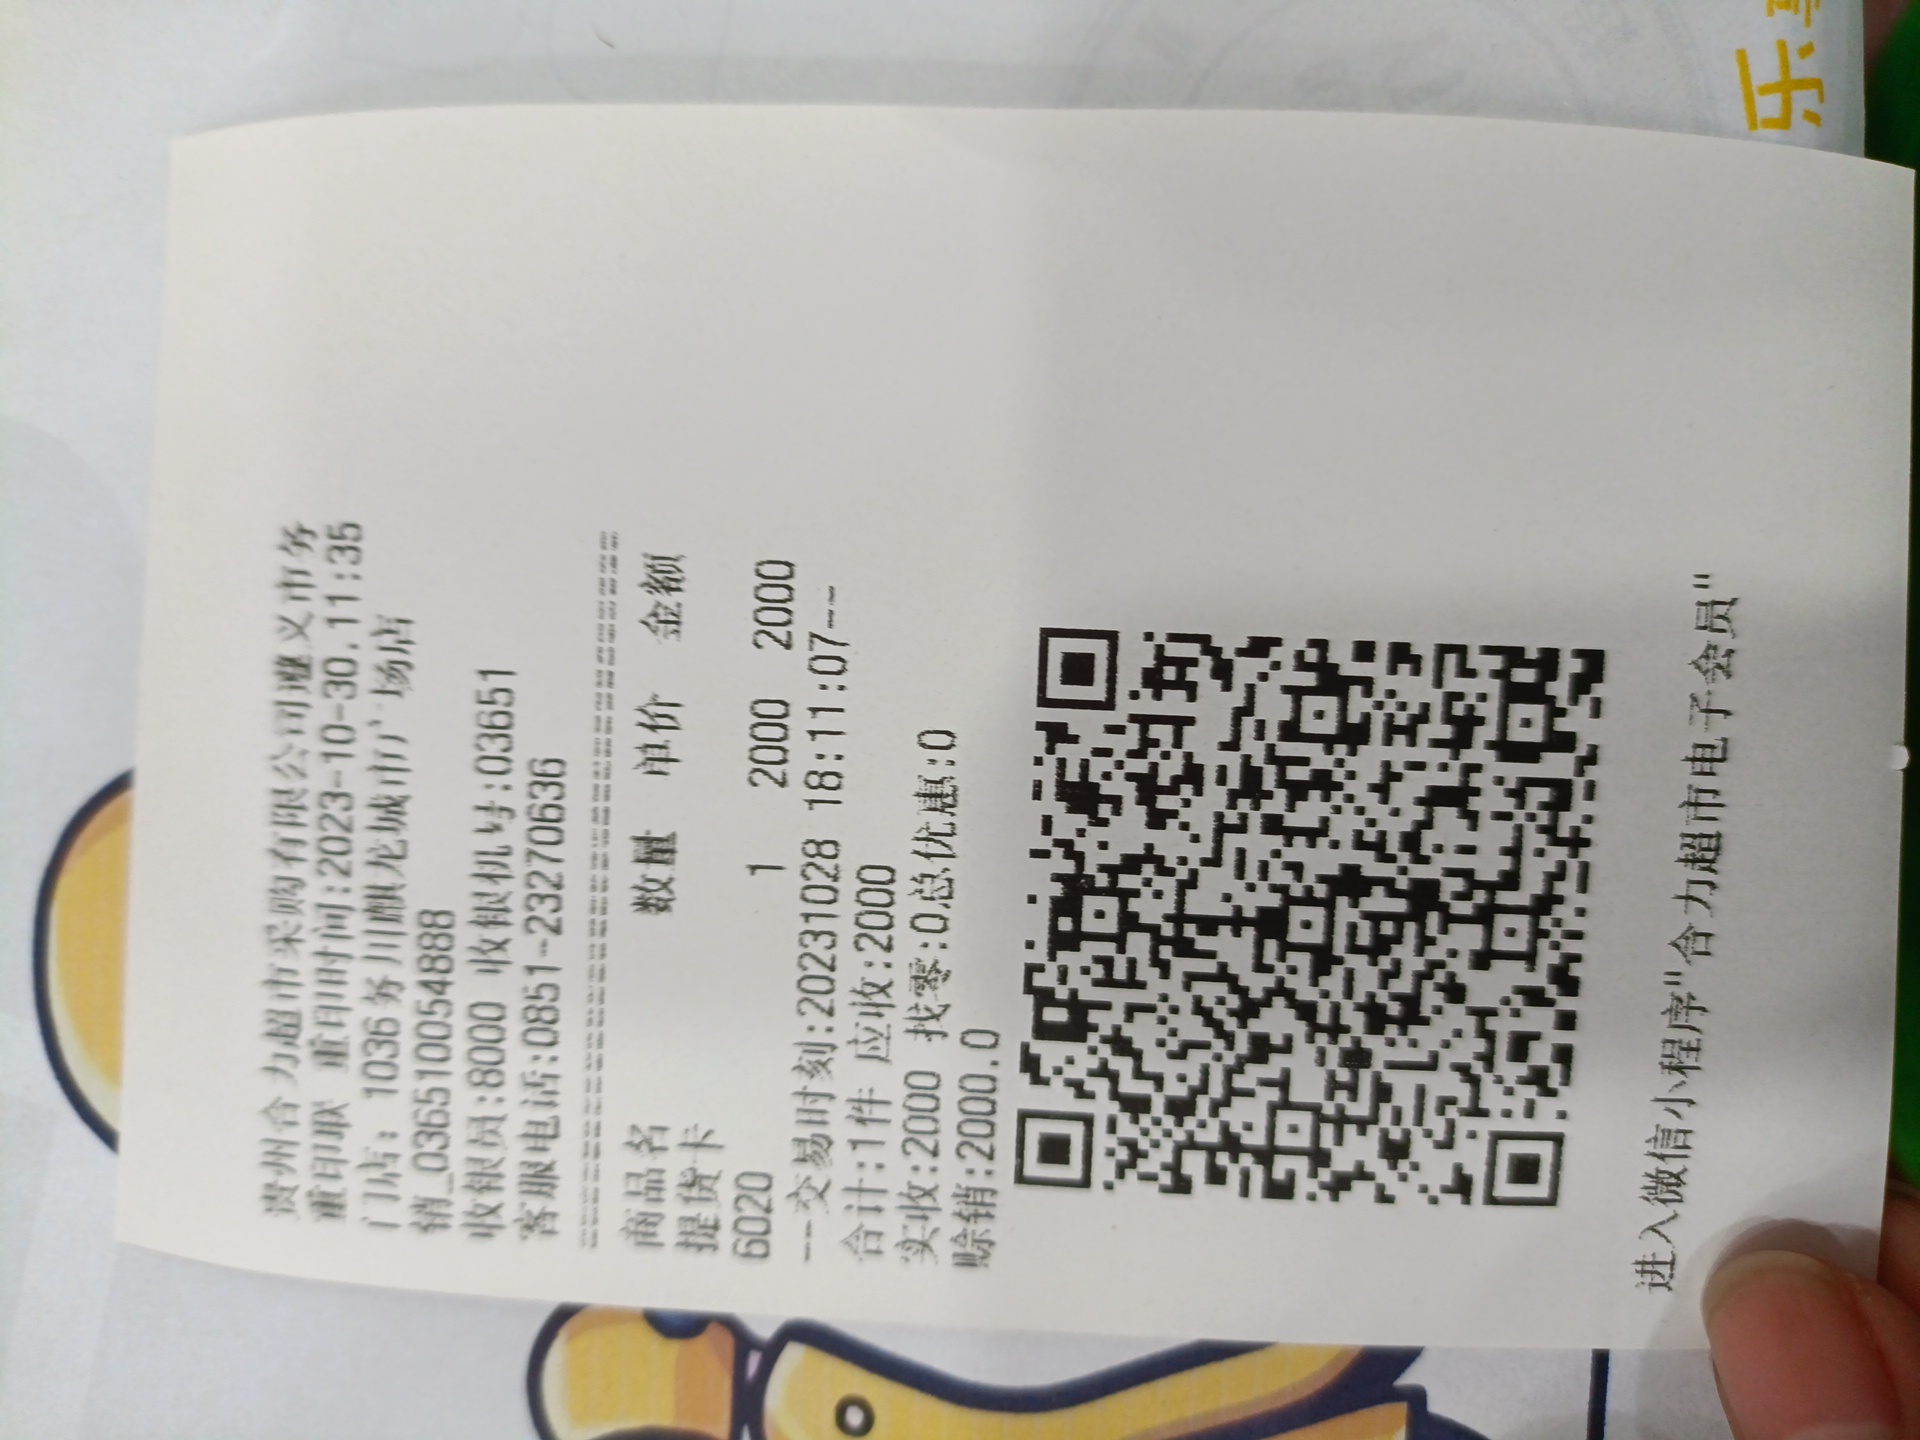 贵州合力超市采购有限公司遵义市务
重印联 重印时间:2023-10-30.11:35
门店: 1036务川麒龙城市广场店
销_036510054888
收银员:8000 收银机号:03651
客服电话:0851-23270636
商品名 数量 单价 金额
提货卡
6020 1 2000 2000
--交易时刻:20231028 18:11:07--
合计:1件 应收:2000
实收:2000 找零:0总优惠:0
赊销:2000.0
进入微信小程序"合力超市电子会员"
乐